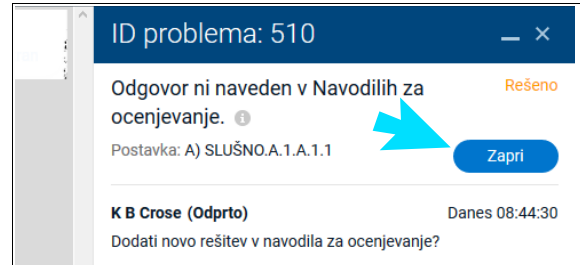 ID problema: 510
Odgovor ni naveden v Navodilih za
ocenjevanje.
Rešeno
Postavka: A) SLUŠNO.A.1.A.1.1
Zapri
K B Crose (Odprto)
Danes 08:44:30
Dodati novo rešitev v navodila za ocenjevanje?